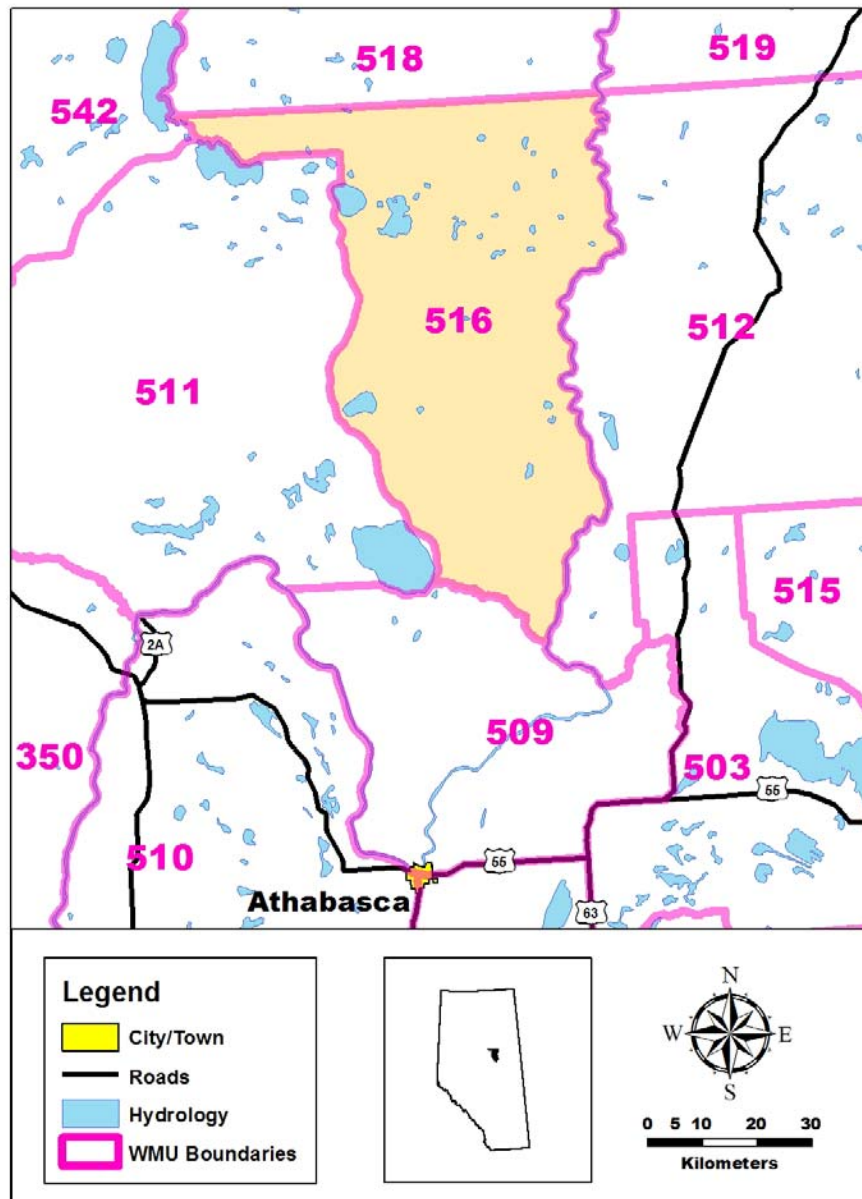 518
519
542
516
512
511
515
2A
509
350
503
55
510
55
Athabasca
63
Legend
City/Town
Roads
Hydrology
WMU Boundaries
N
W E
S
0 5 10 20 30
Kilometers